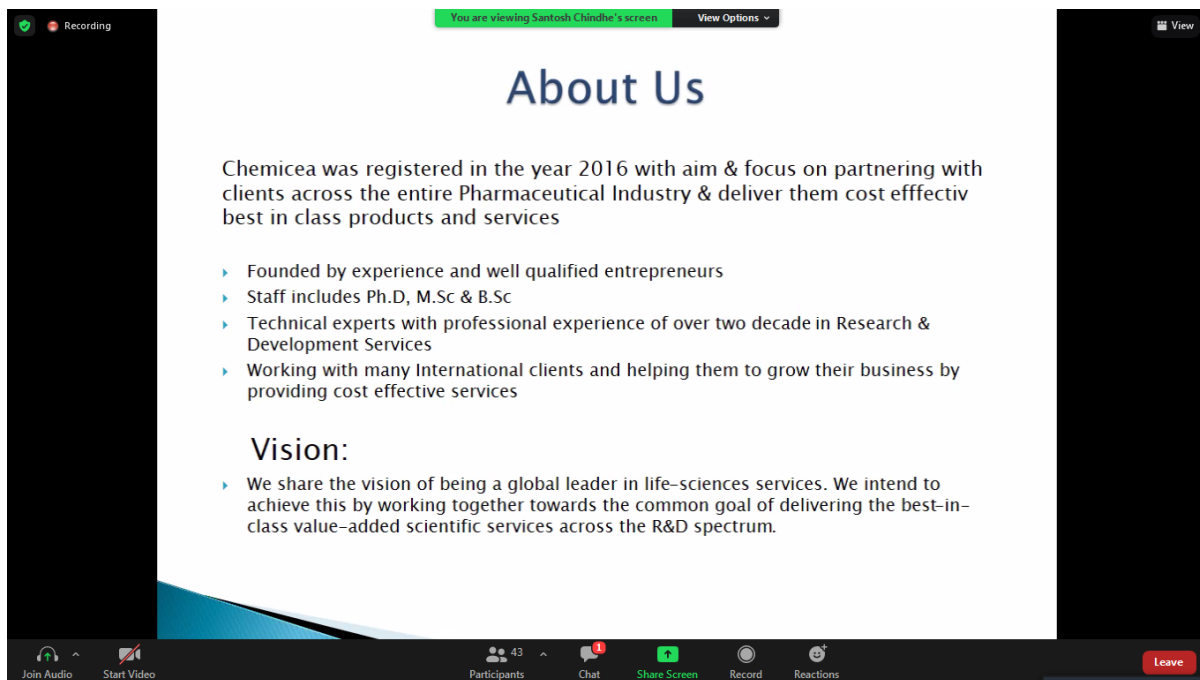 Recording
You are viewing Santosh Chindhe's screen
View Options
View
About Us
Chemicea was registered in the year 2016 with aim & focus on partnering with
clients across the entire Pharmaceutical Industry & deliver them cost efffectiv
best in class products and services
Founded by experience and well qualified entrepreneurs
Staff includes Ph.D, M.Sc & B.Sc
Technical experts with professional experience of over two decade in Research &
Development Services
Working with many International clients and helping them to grow their business by
providing cost effective services
Vision:
We share the vision of being a global leader in life-sciences services. We intend to
achieve this by working together towards the common goal of delivering the best-in-
class value-added scientific services across the R&D spectrum.
Join Audio
Start Video
43
Participants
1
Chat
Share Screen
Record
Reactions
Leave